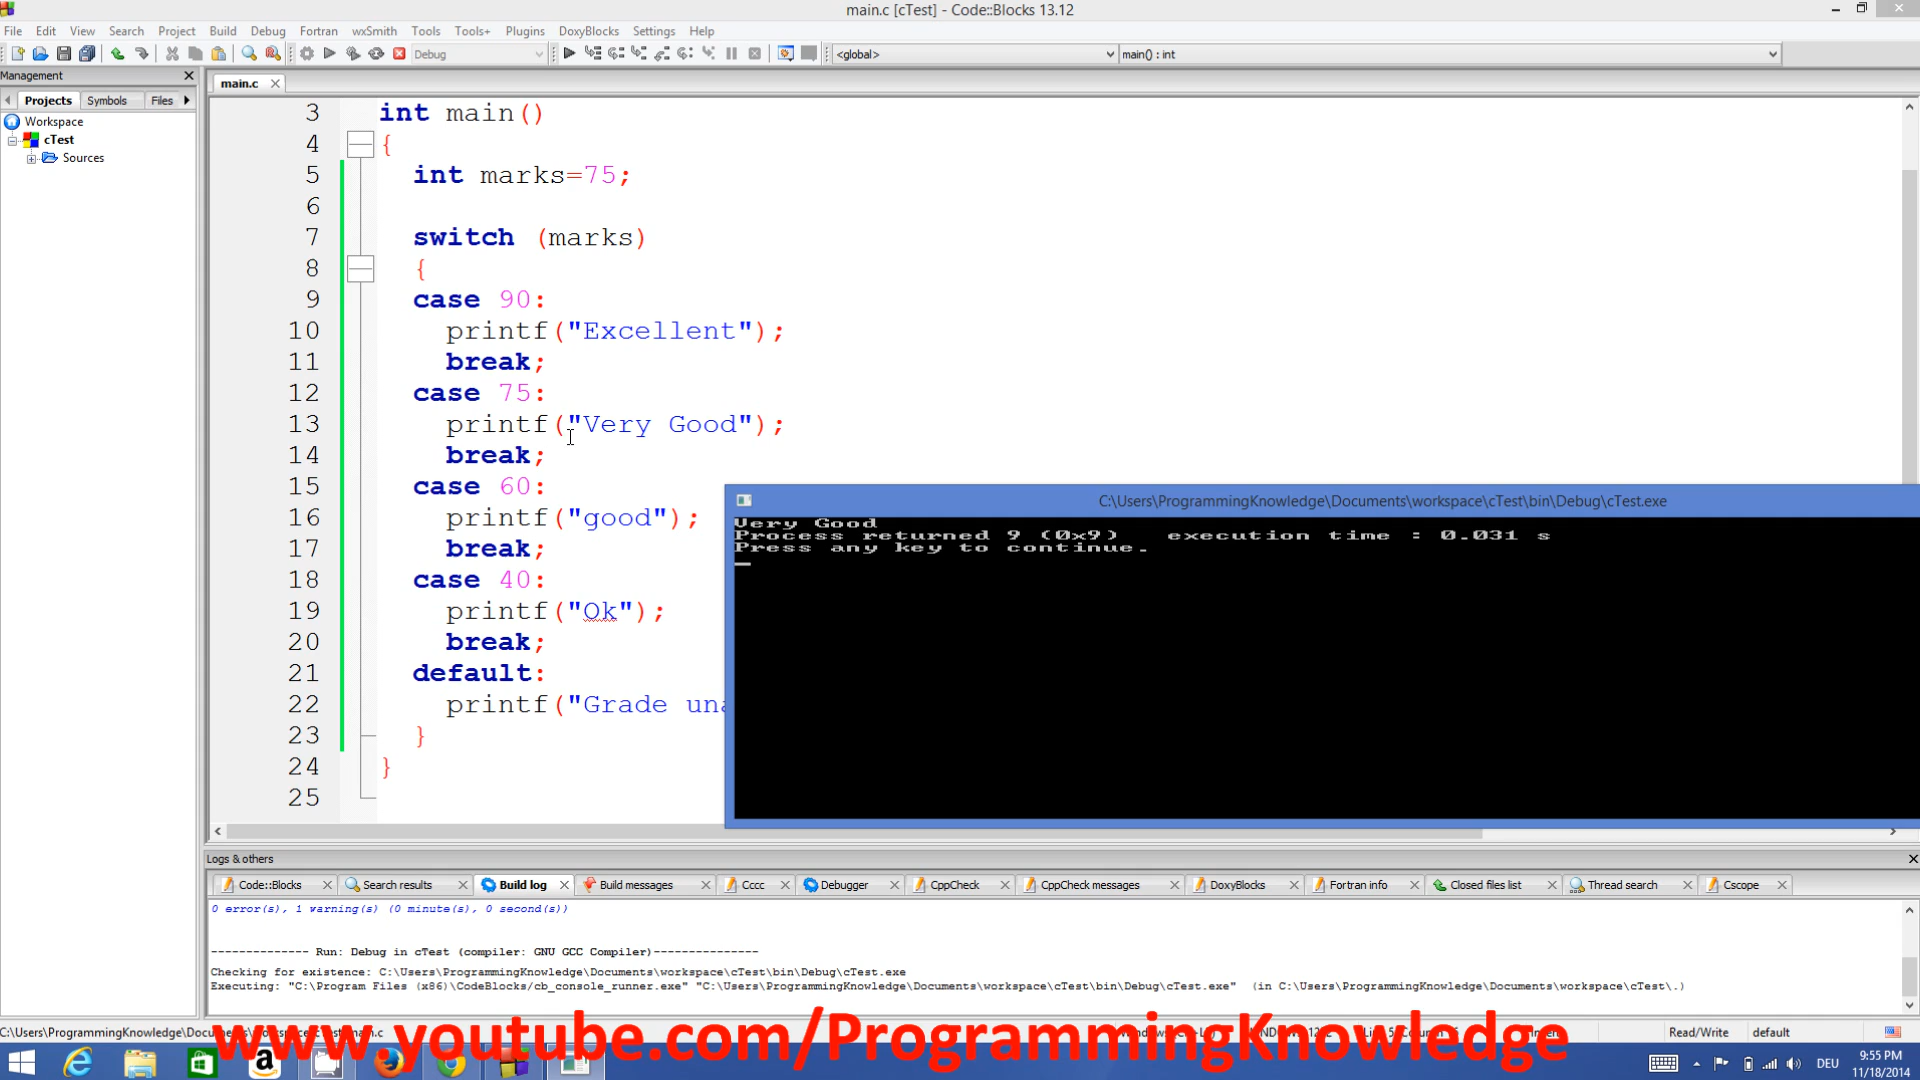 main.c [cTest] - Code::Blocks 13.12
File Edit View Search Project Build Debug Fortran wxSmith Tools Tools+ Plugins DoxyBlocks Settings Help
Debug <global> main() : int
Management
main.c
Projects Symbols Files
Workspace
cTest
Sources
3 int main()
4 {
5 int marks=75;
6
7 switch (marks)
8 {
9 case 90:
10 printf("Excellent");
11 break;
12 case 75:
13 printf("Very Good");
14 break;
15 case 60:
16 printf("good");
17 break;
18 case 40:
19 printf("Ok");
20 break;
21 default:
22 printf("Grade una
23 }
24 }
25
C:\Users\ProgrammingKnowledge\Documents\workspace\cTest\bin\Debug\cTest.exe
Very Good
Process returned 9 (0x9) execution time : 0.031 s
Press any key to continue.
Logs & others
Code::Blocks Search results Build log Build messages Cccc Debugger CppCheck CppCheck messages DoxyBlocks Fortran info Closed files list Thread search Cscope
0 error(s), 1 warning(s) (0 minute(s), 0 second(s))
-------------- Run: Debug in cTest (compiler: GNU GCC Compiler)---------------
Checking for existence: C:\Users\ProgrammingKnowledge\Documents\workspace\cTest\bin\Debug\cTest.exe
Executing: "C:\Program Files (x86)\CodeBlocks/cb_console_runner.exe" "C:\Users\ProgrammingKnowledge\Documents\workspace\cTest\bin\Debug\cTest.exe" (in C:\Users\ProgrammingKnowledge\Documents\workspace\cTest\.)
Read/Write default
www.youtube.com/ProgrammingKnowledge
DEU
9:55 PM
11/18/2014